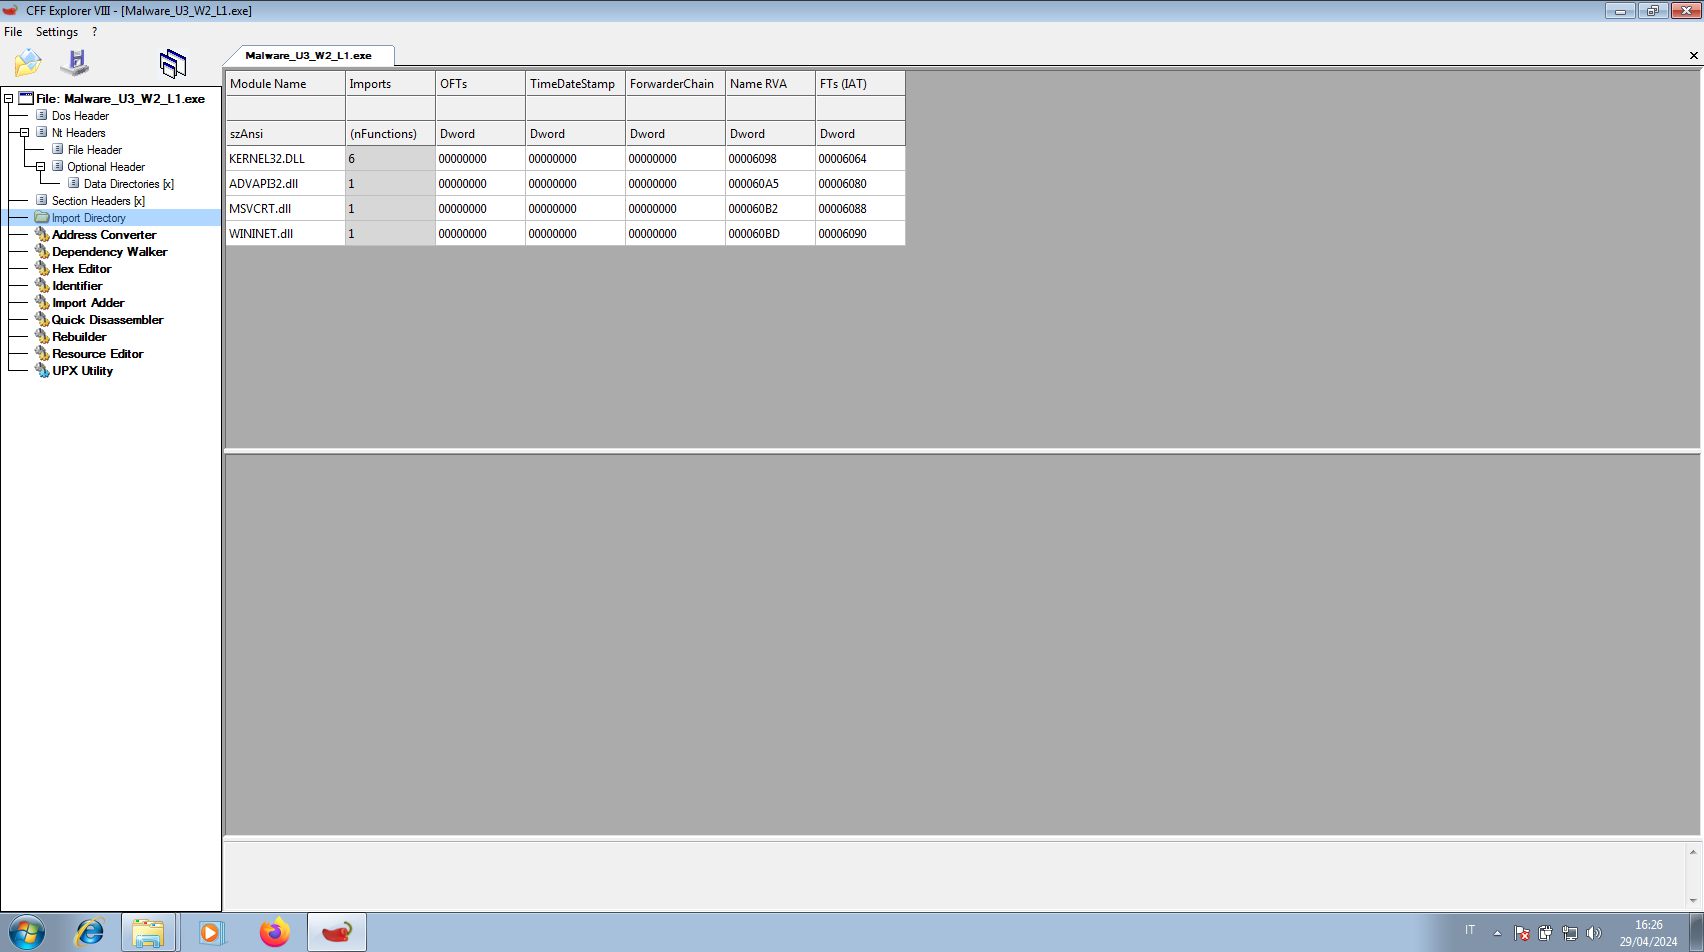 CFF Explorer VIII - [Malware_U3_W2_L1.exe]
File Settings ?
Malware_U3_W2_L1.exe
File: Malware_U3_W2_L1.exe
Dos Header
Nt Headers
File Header
Optional Header
Data Directories [x]
Section Headers [x]
Import Directory
Address Converter
Dependency Walker
Hex Editor
Identifier
Import Adder
Quick Disassembler
Rebuilder
Resource Editor
UPX Utility
Module Name Imports OFTs TimeDateStamp ForwarderChain Name RVA FTs (IAT)
szAnsi (nFunctions) Dword Dword Dword Dword Dword
KERNEL32.DLL 6 00000000 00000000 00000000 00006098 00006064
ADVAPI32.dll 1 00000000 00000000 00000000 000060A5 00006080
MSVCRT.dll 1 00000000 00000000 00000000 000060B2 00006088
WININET.dll 1 00000000 00000000 00000000 000060BD 00006090
IT
16:26
29/04/2024